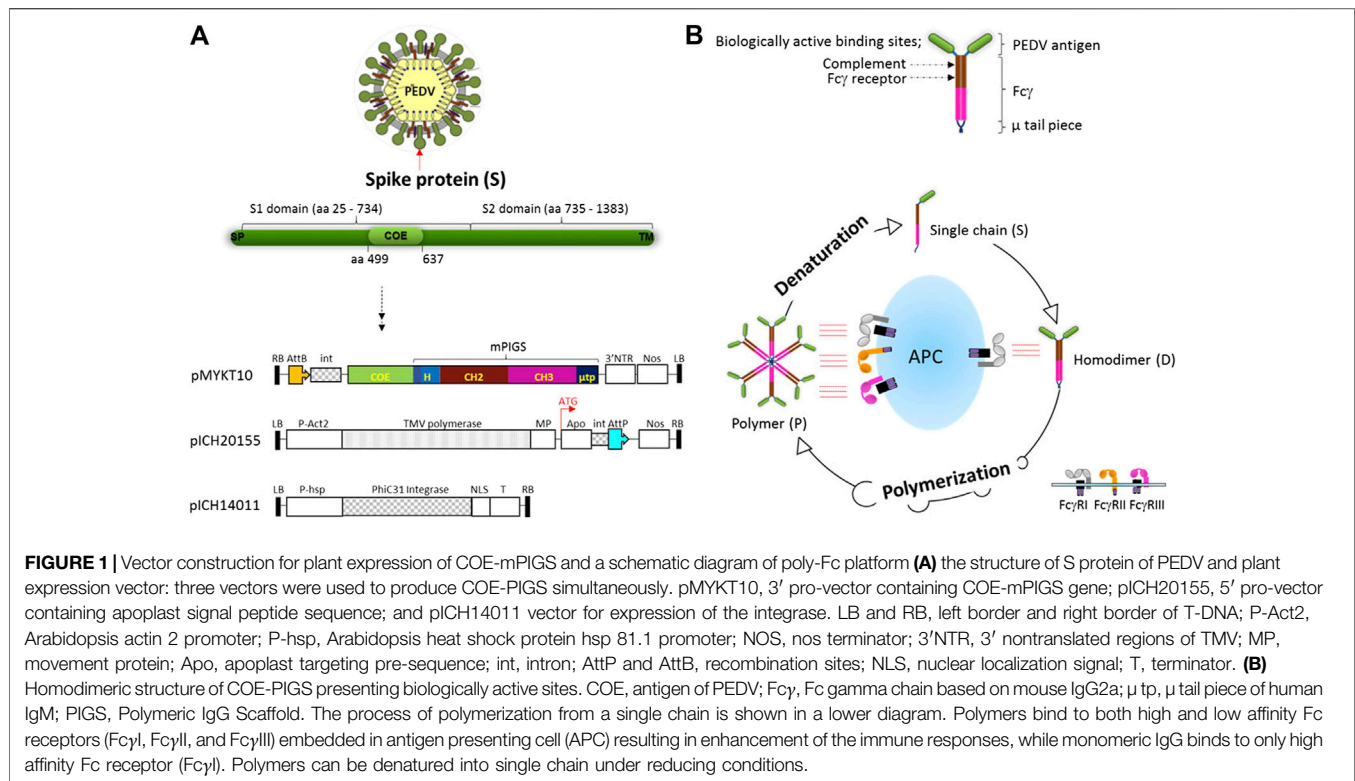 A
PEDV
Spike protein (S)
S1 domain (aa 25 - 734)
S2 domain (aa 735 - 1383)
SP
COE
TM
aa 499
637
mPIGS
RB
AttB
int
3'NTR
Nos
LB
pMYKT10
COE
H
CH2
CH3
μtp
ATG
LB
P-Act2
TMV polymerase
MP
Apo
int
AttP
Nos
RB
pICH20155
LB
P-hsp
PhiC31 Integrase
NLS
T
RB
pICH14011
B
Biologically active binding sites;
Complement
Fcγ receptor
PEDV antigen
Fcγ
μ tail piece
Denaturation
Single chain (S)
APC
Homodimer (D)
Polymer (P)
Polymerization
FcγRI
FcγRII
FcγRIII
FIGURE 1 | Vector construction for plant expression of COE-mPIGS and a schematic diagram of poly-Fc platform (A) the structure of S protein of PEDV and plant
expression vector: three vectors were used to produce COE-PIGS simultaneously. pMYKT10, 3′ pro-vector containing COE-mPIGS gene; pICH20155, 5′ pro-vector
containing apoplast signal peptide sequence; and pICH14011 vector for expression of the integrase. LB and RB, left border and right border of T-DNA; P-Act2,
Arabidopsis actin 2 promoter; P-hsp, Arabidopsis heat shock protein hsp 81.1 promoter; NOS, nos terminator; 3′NTR, 3′ nontranslated regions of TMV; MP,
movement protein; Apo, apoplast targeting pre-sequence; int, intron; AttP and AttB, recombination sites; NLS, nuclear localization signal; T, terminator. (B)
Homodimeric structure of COE-PIGS presenting biologically active sites. COE, antigen of PEDV; Fcγ, Fc gamma chain based on mouse IgG2a; μ tp, μ tail piece of human
IgM; PIGS, Polymeric IgG Scaffold. The process of polymerization from a single chain is shown in a lower diagram. Polymers bind to both high and low affinity Fc
receptors (FcγI, FcγII, and FcγIII) embedded in antigen presenting cell (APC) resulting in enhancement of the immune responses, while monomeric IgG binds to only high
affinity Fc receptor (FcγI). Polymers can be denatured into single chain under reducing conditions.